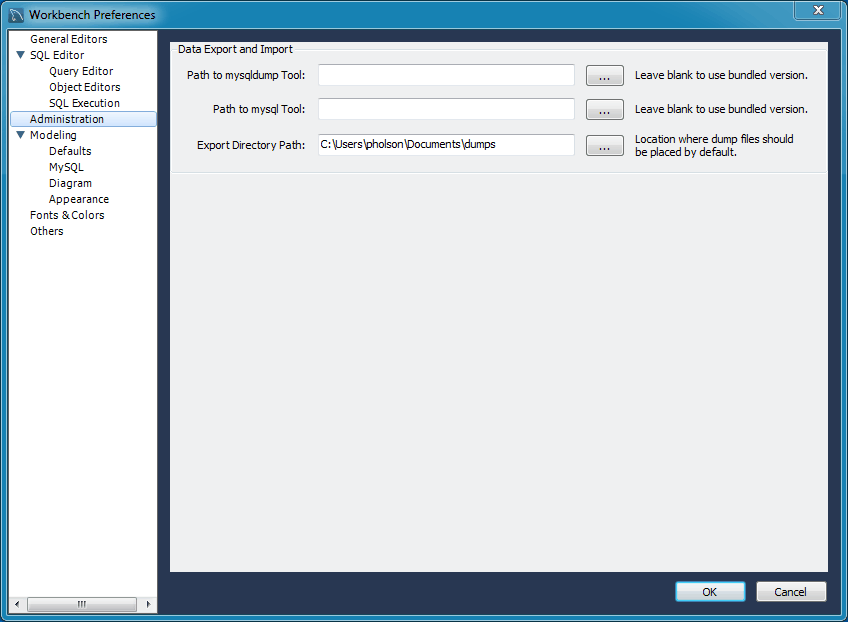 Workbench Preferences
General Editors
SQL Editor
Query Editor
Object Editors
SQL Execution
Administration
Modeling
Defaults
MySQL
Diagram
Appearance
Fonts & Colors
Others
Data Export and Import
Path to mysqldump Tool:
...
Leave blank to use bundled version.
Path to mysql Tool:
...
Leave blank to use bundled version.
Export Directory Path:
C:\Users\pholson\Documents\dumps
...
Location where dump files should
be placed by default.
OK
Cancel